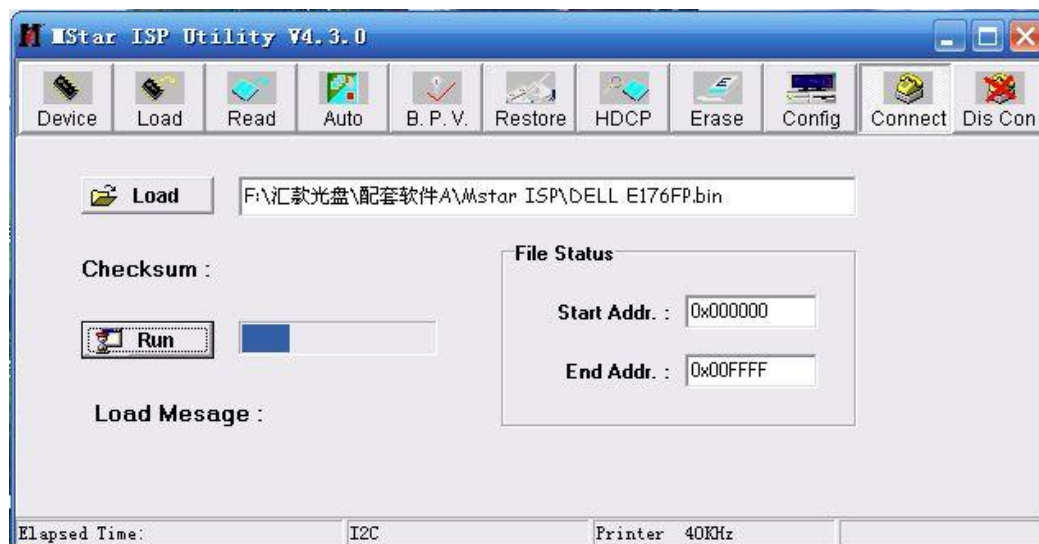 MStar ISP Utility V4.3.0
Device Load Read Auto B. P. V. Restore HDCP Erase Config Connect Dis Con
Load F:\汇款光盘\配套软件A\Mstar ISP\DELL E176FP.bin
File Status
Checksum :
Start Addr. : 0x000000
Run
End Addr. : 0x00FFFF
Load Mesage :
Elapsed Time: I2C Printer 40KHz